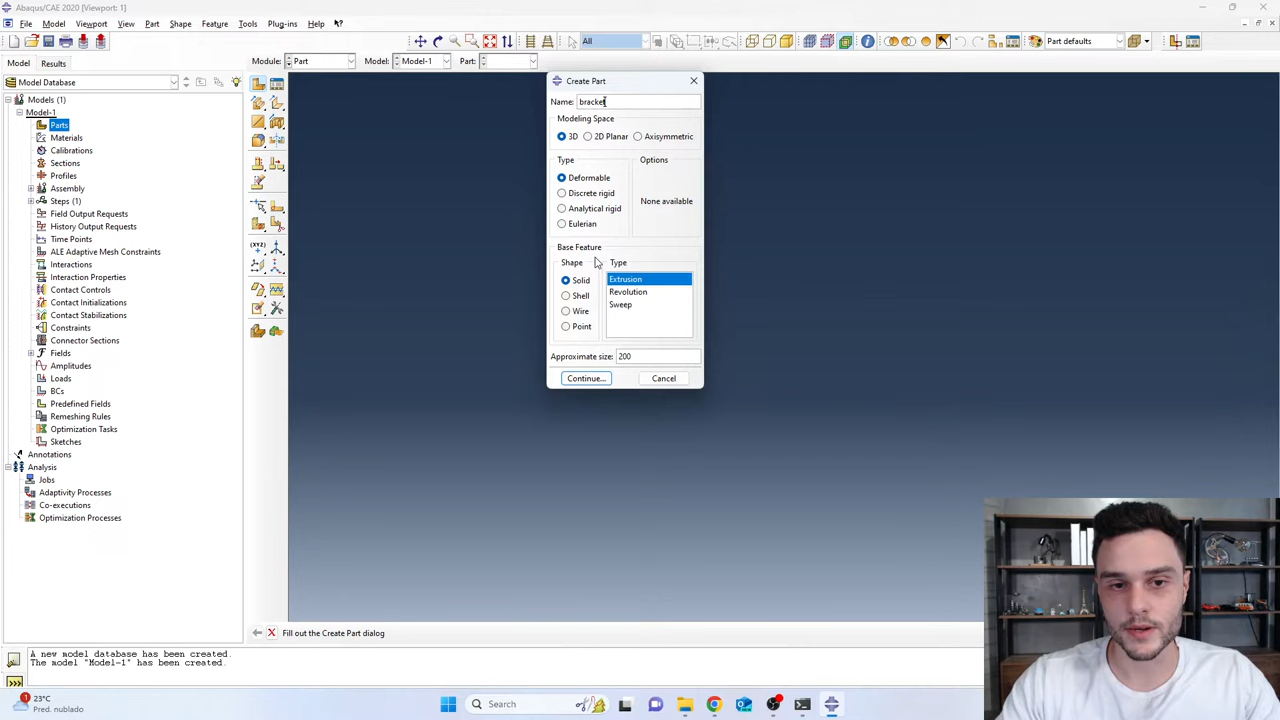 Abaqus/CAE 2020 [Viewport: 1]
File Model Viewport View Part Shape Feature Tools Plug-ins Help
All
Part defaults
Model Results
Module: Part Model: Model-1 Part:
Model Database
Models (1)
Model-1
Parts
Materials
Calibrations
Sections
Profiles
Assembly
Steps (1)
Field Output Requests
History Output Requests
Time Points
ALE Adaptive Mesh Constraints
Interactions
Interaction Properties
Contact Controls
Contact Initializations
Contact Stabilizations
Constraints
Connector Sections
Fields
Amplitudes
Loads
BCs
Predefined Fields
Remeshing Rules
Optimization Tasks
Sketches
Annotations
Analysis
Jobs
Adaptivity Processes
Co-executions
Optimization Processes
(XYZ)
Create Part
Name: bracket
Modeling Space
3D 2D Planar Axisymmetric
Type
Options
Deformable
Discrete rigid
Analytical rigid
Eulerian
None available
Base Feature
Shape
Type
Solid
Shell
Wire
Point
Extrusion
Revolution
Sweep
Approximate size: 200
Continue... Cancel
Fill out the Create Part dialog
A new model database has been created.
The model "Model-1" has been created.
>>>
1
23°C
Pred. nublado
Search